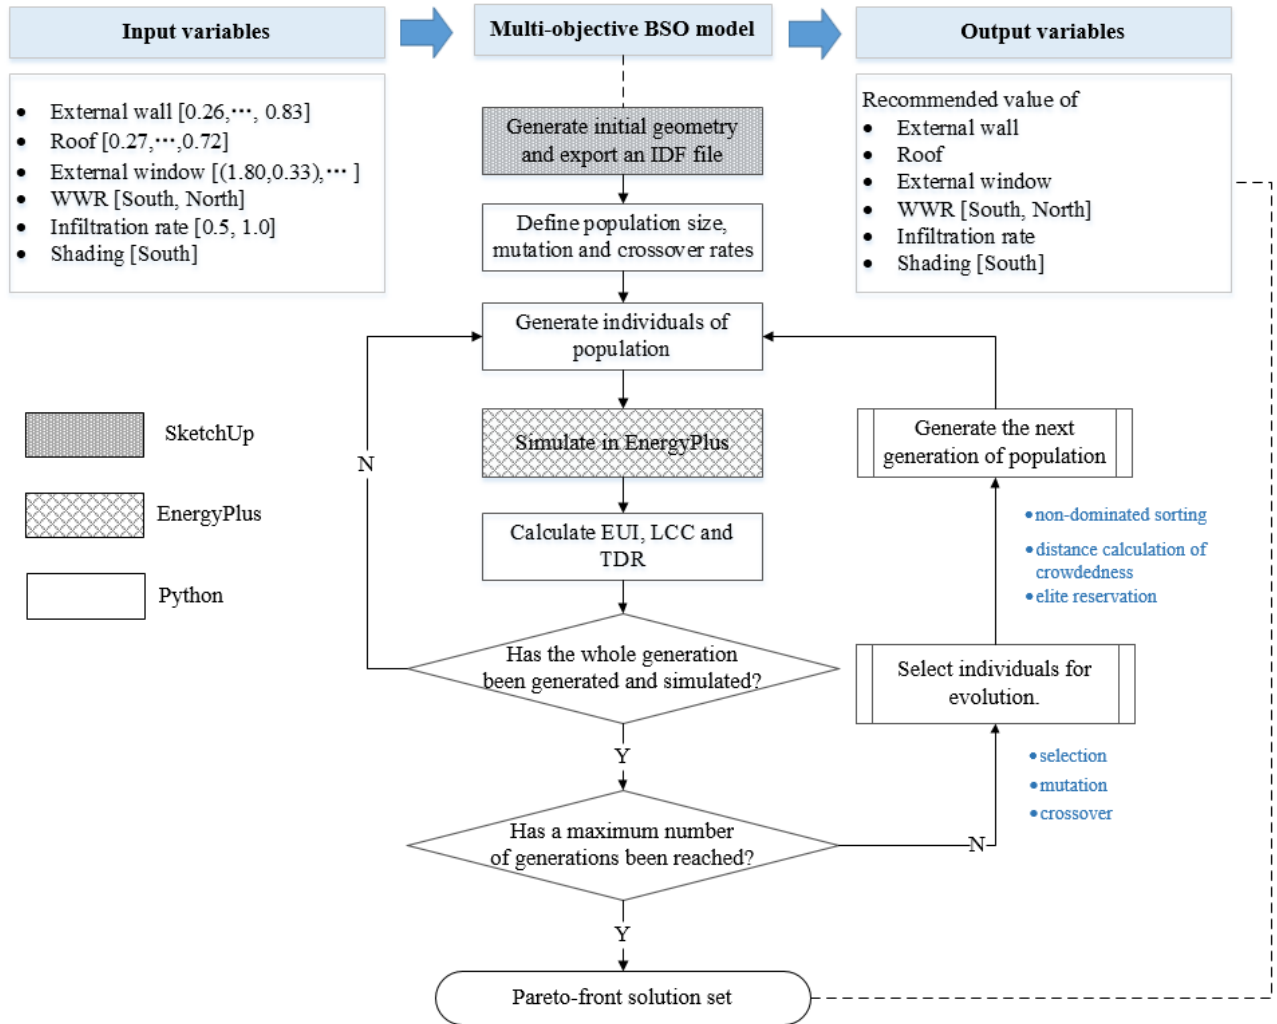 Input variables
Multi-objective BSO model
Output variables
• External wall [0.26,···, 0.83]
• Roof [0.27,···,0.72]
• External window [(1.80,0.33),··· ]
• WWR [South, North]
• Infiltration rate [0.5, 1.0]
• Shading [South]
Generate initial geometry
and export an IDF file
Define population size,
mutation and crossover rates
Generate individuals of
population
Simulate in EnergyPlus
Calculate EUI, LCC and
TDR
Has the whole generation
been generated and simulated?
N
Y
Has a maximum number
of generations been reached?
N
Y
Pareto-front solution set
Recommended value of
• External wall
• Roof
• External window
• WWR [South, North]
• Infiltration rate
• Shading [South]
Generate the next
generation of population
• non-dominated sorting
• distance calculation of
crowdedness
• elite reservation
Select individuals for
evolution.
• selection
• mutation
• crossover
SketchUp
EnergyPlus
Python